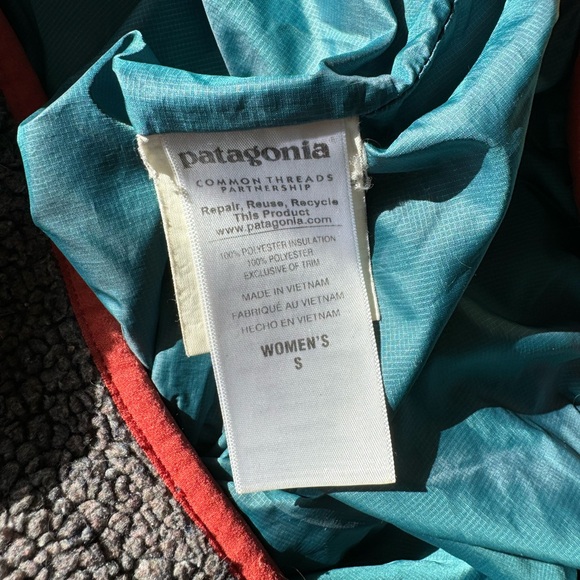 patagonia
COMMON THREADS
PARTNERSHIP
Repair, Reuse, Recycle
This Product
www.patagonia.com
100% POLYESTER INSULATION
100% POLYESTER
EXCLUSIVE OF TRIM
MADE IN VIETNAM
FABRIQUÉ AU VIETNAM
HECHO EN VIETNAM
WOMEN'S
S